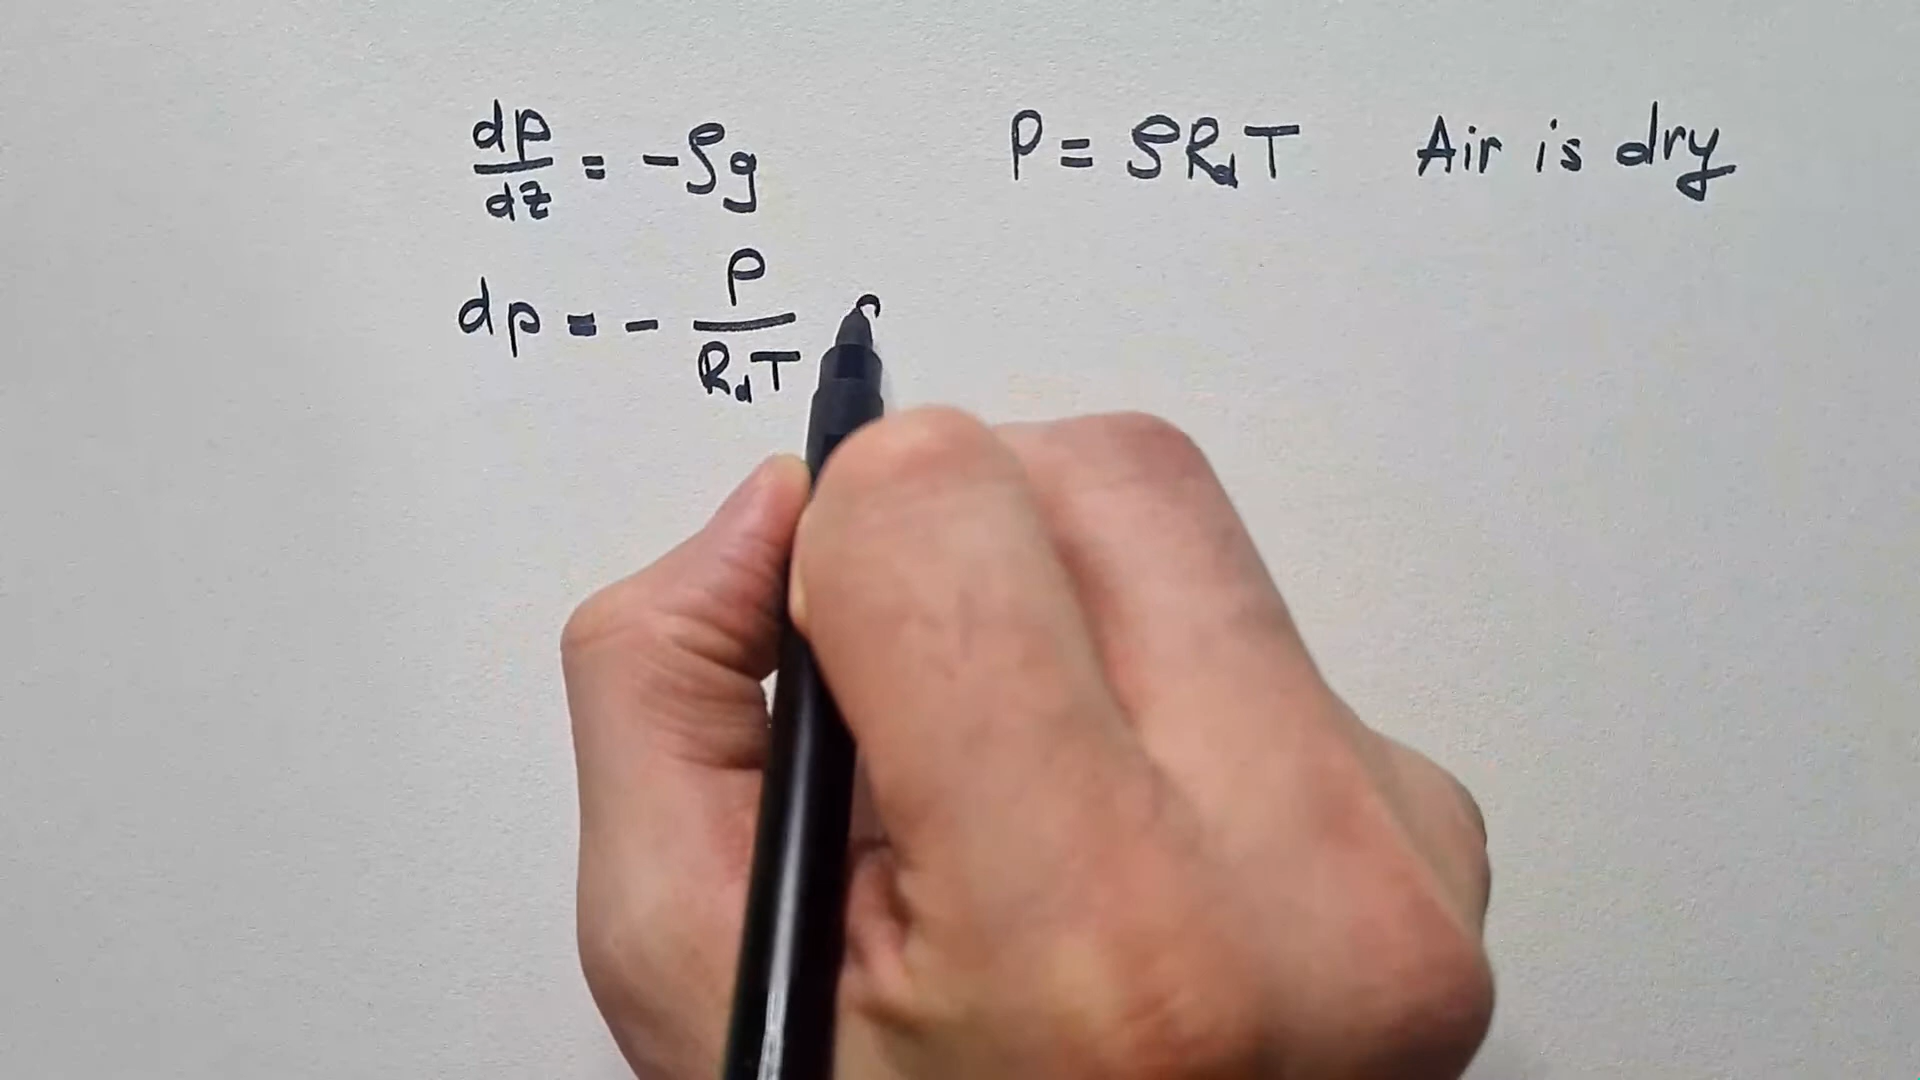 dp/dz = -ρg P = ρR_dT Air is dry
dp = - P/R_dT